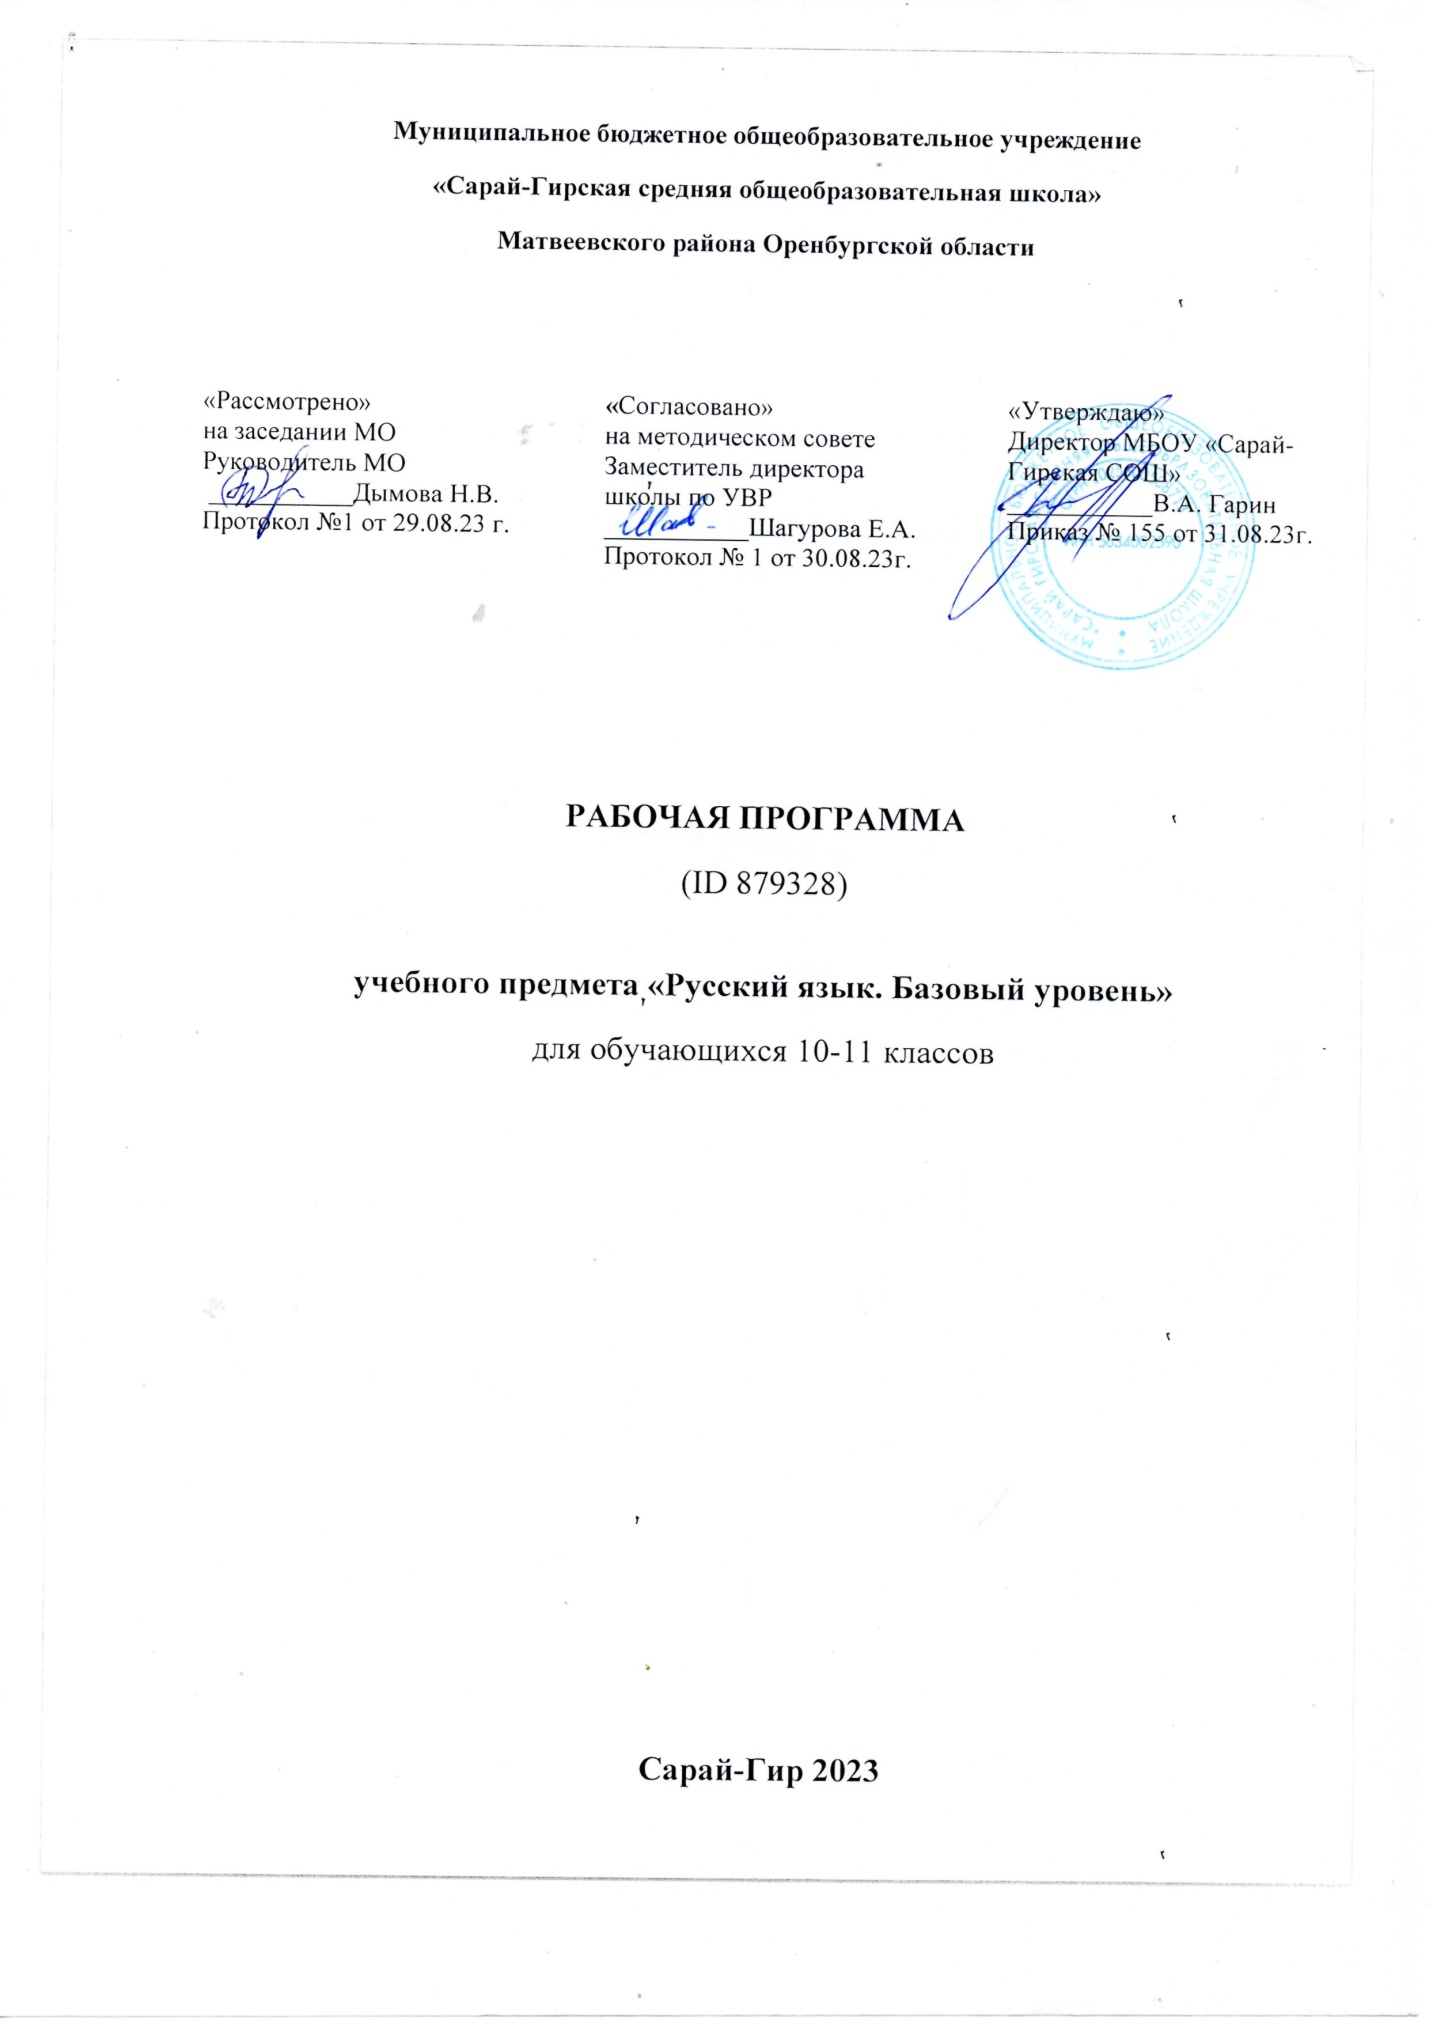 Муниципальное бюджетное общеобразовательное учреждение
«Сарай-Гирская средняя общеобразовательная школа»
Матвеевского района Оренбургской области
«Рассмотрено»
на заседании МО
Руководитель МО
___________Дымова Н.В.
Протокол №1 от 29.08.23 г.
«Согласовано»
на методическом совете
Заместитель директора
школы по УВР
___________Шагурова Е.А.
Протокол № 1 от 30.08.23г.
«Утверждаю»
Директор МБОУ «Сарай-
Гирская СОШ»
___________В.А. Гарин
Приказ № 155 от 31.08.23г.
РАБОЧАЯ ПРОГРАММА
(ID 879328)
учебного предмета «Русский язык. Базовый уровень»
для обучающихся 10-11 классов
Сарай-Гир 2023